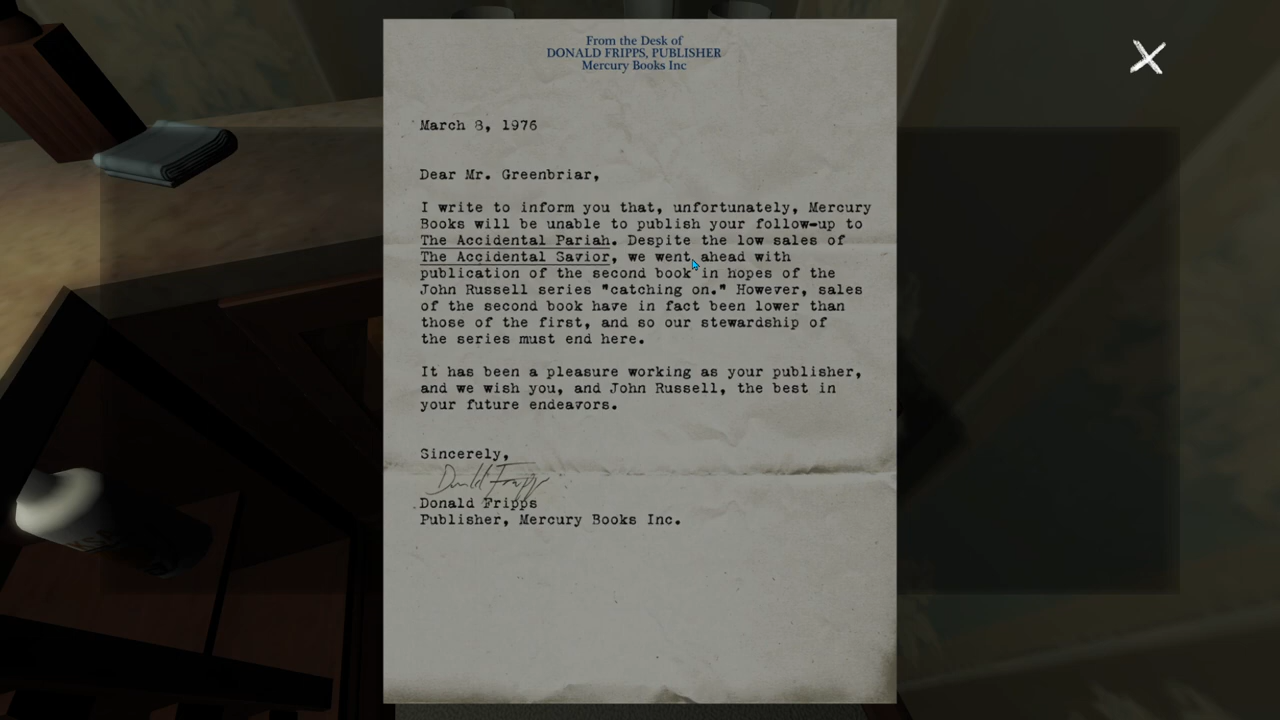 From the Desk of
DONALD FRIPPS, PUBLISHER
Mercury Books Inc
March 8, 1976
Dear Mr. Greenbriar,
I write to inform you that, unfortunately, Mercury
Books will be unable to publish your follow-up to
The Accidental Pariah. Despite the low sales of
The Accidental Savior, we went ahead with
publication of the second book in hopes of the
John Russell series "catching on." However, sales
of the second book have in fact been lower than
those of the first, and so our stewardship of
the series must end here.
It has been a pleasure working as your publisher,
and we wish you, and John Russell, the best in
your future endeavors.
Sincerely,
Donald Fripps
Donald Fripps
Publisher, Mercury Books Inc.